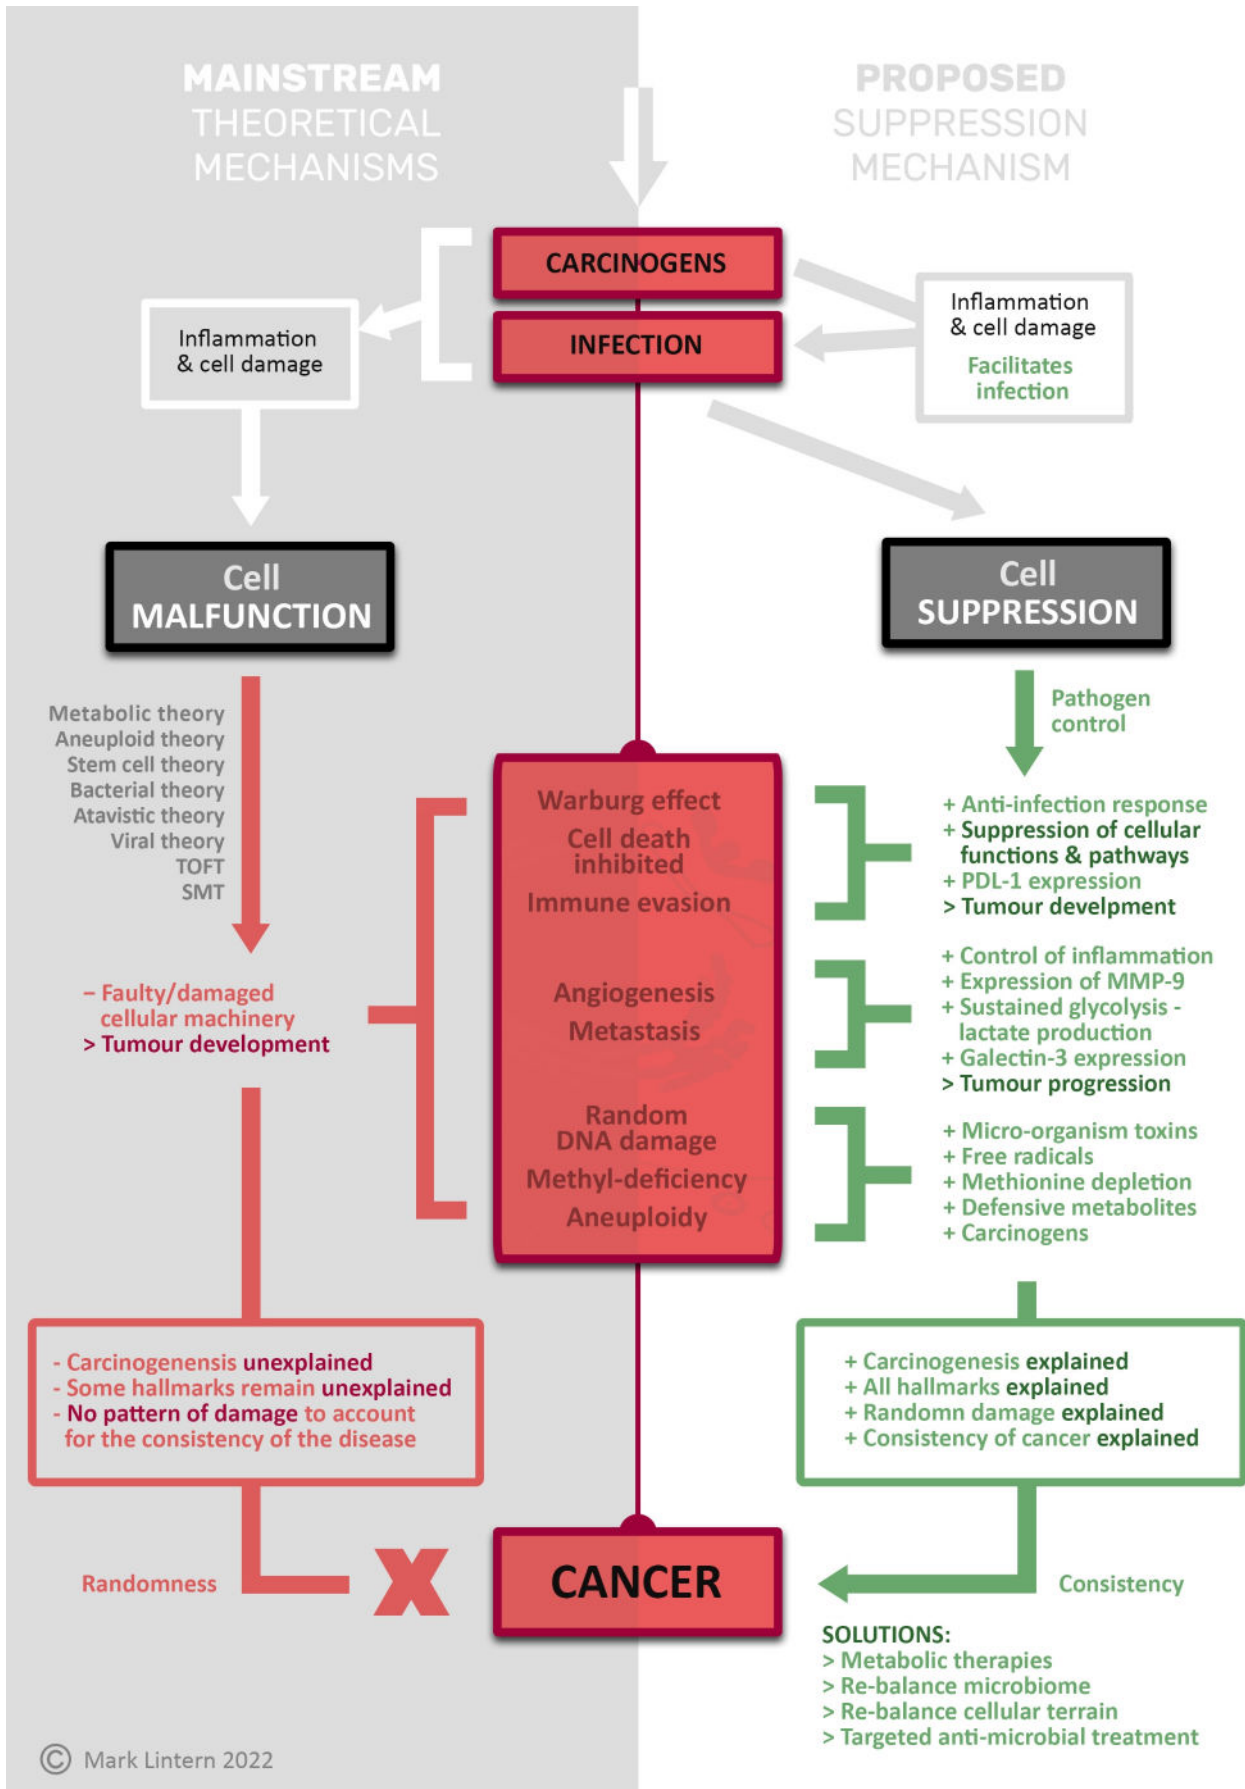 MAINSTREAM
THEORETICAL
MECHANISMS
PROPOSED
SUPPRESSION
MECHANISM
CARCINOGENS
INFECTION
Inflammation
& cell damage
Inflammation
& cell damage
Facilitates
infection
Cell
MALFUNCTION
Cell
SUPPRESSION
Metabolic theory
Aneuploid theory
Stem cell theory
Bacterial theory
Atavistic theory
Viral theory
TOFT
SMT
Pathogen
control
– Faulty/damaged
cellular machinery
> Tumour development
Warburg effect
Cell death
inhibited
Immune evasion
Angiogenesis
Metastasis
Random
DNA damage
Methyl-deficiency
Aneuploidy
+ Anti-infection response
+ Suppression of cellular
functions & pathways
+ PDL-1 expression
> Tumour develpment
+ Control of inflammation
+ Expression of MMP-9
+ Sustained glycolysis -
lactate production
+ Galectin-3 expression
> Tumour progression
+ Micro-organism toxins
+ Free radicals
+ Methionine depletion
+ Defensive metabolites
+ Carcinogens
- Carcinogenensis unexplained
- Some hallmarks remain unexplained
- No pattern of damage to account
for the consistency of the disease
+ Carcinogenesis explained
+ All hallmarks explained
+ Randomn damage explained
+ Consistency of cancer explained
Randomness
X
CANCER
Consistency
SOLUTIONS:
> Metabolic therapies
> Re-balance microbiome
> Re-balance cellular terrain
> Targeted anti-microbial treatment
© Mark Lintern 2022